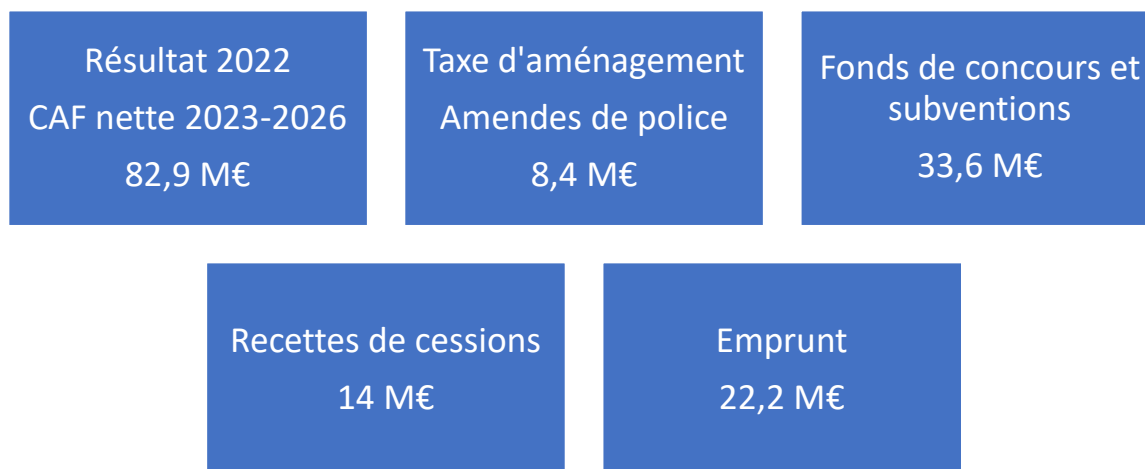 Résultat 2022
CAF nette 2023-2026
82,9 M€
Taxe d'aménagement
Amendes de police
8,4 M€
Fonds de concours et
subventions
33,6 M€
Recettes de cessions
14 M€
Emprunt
22,2 M€